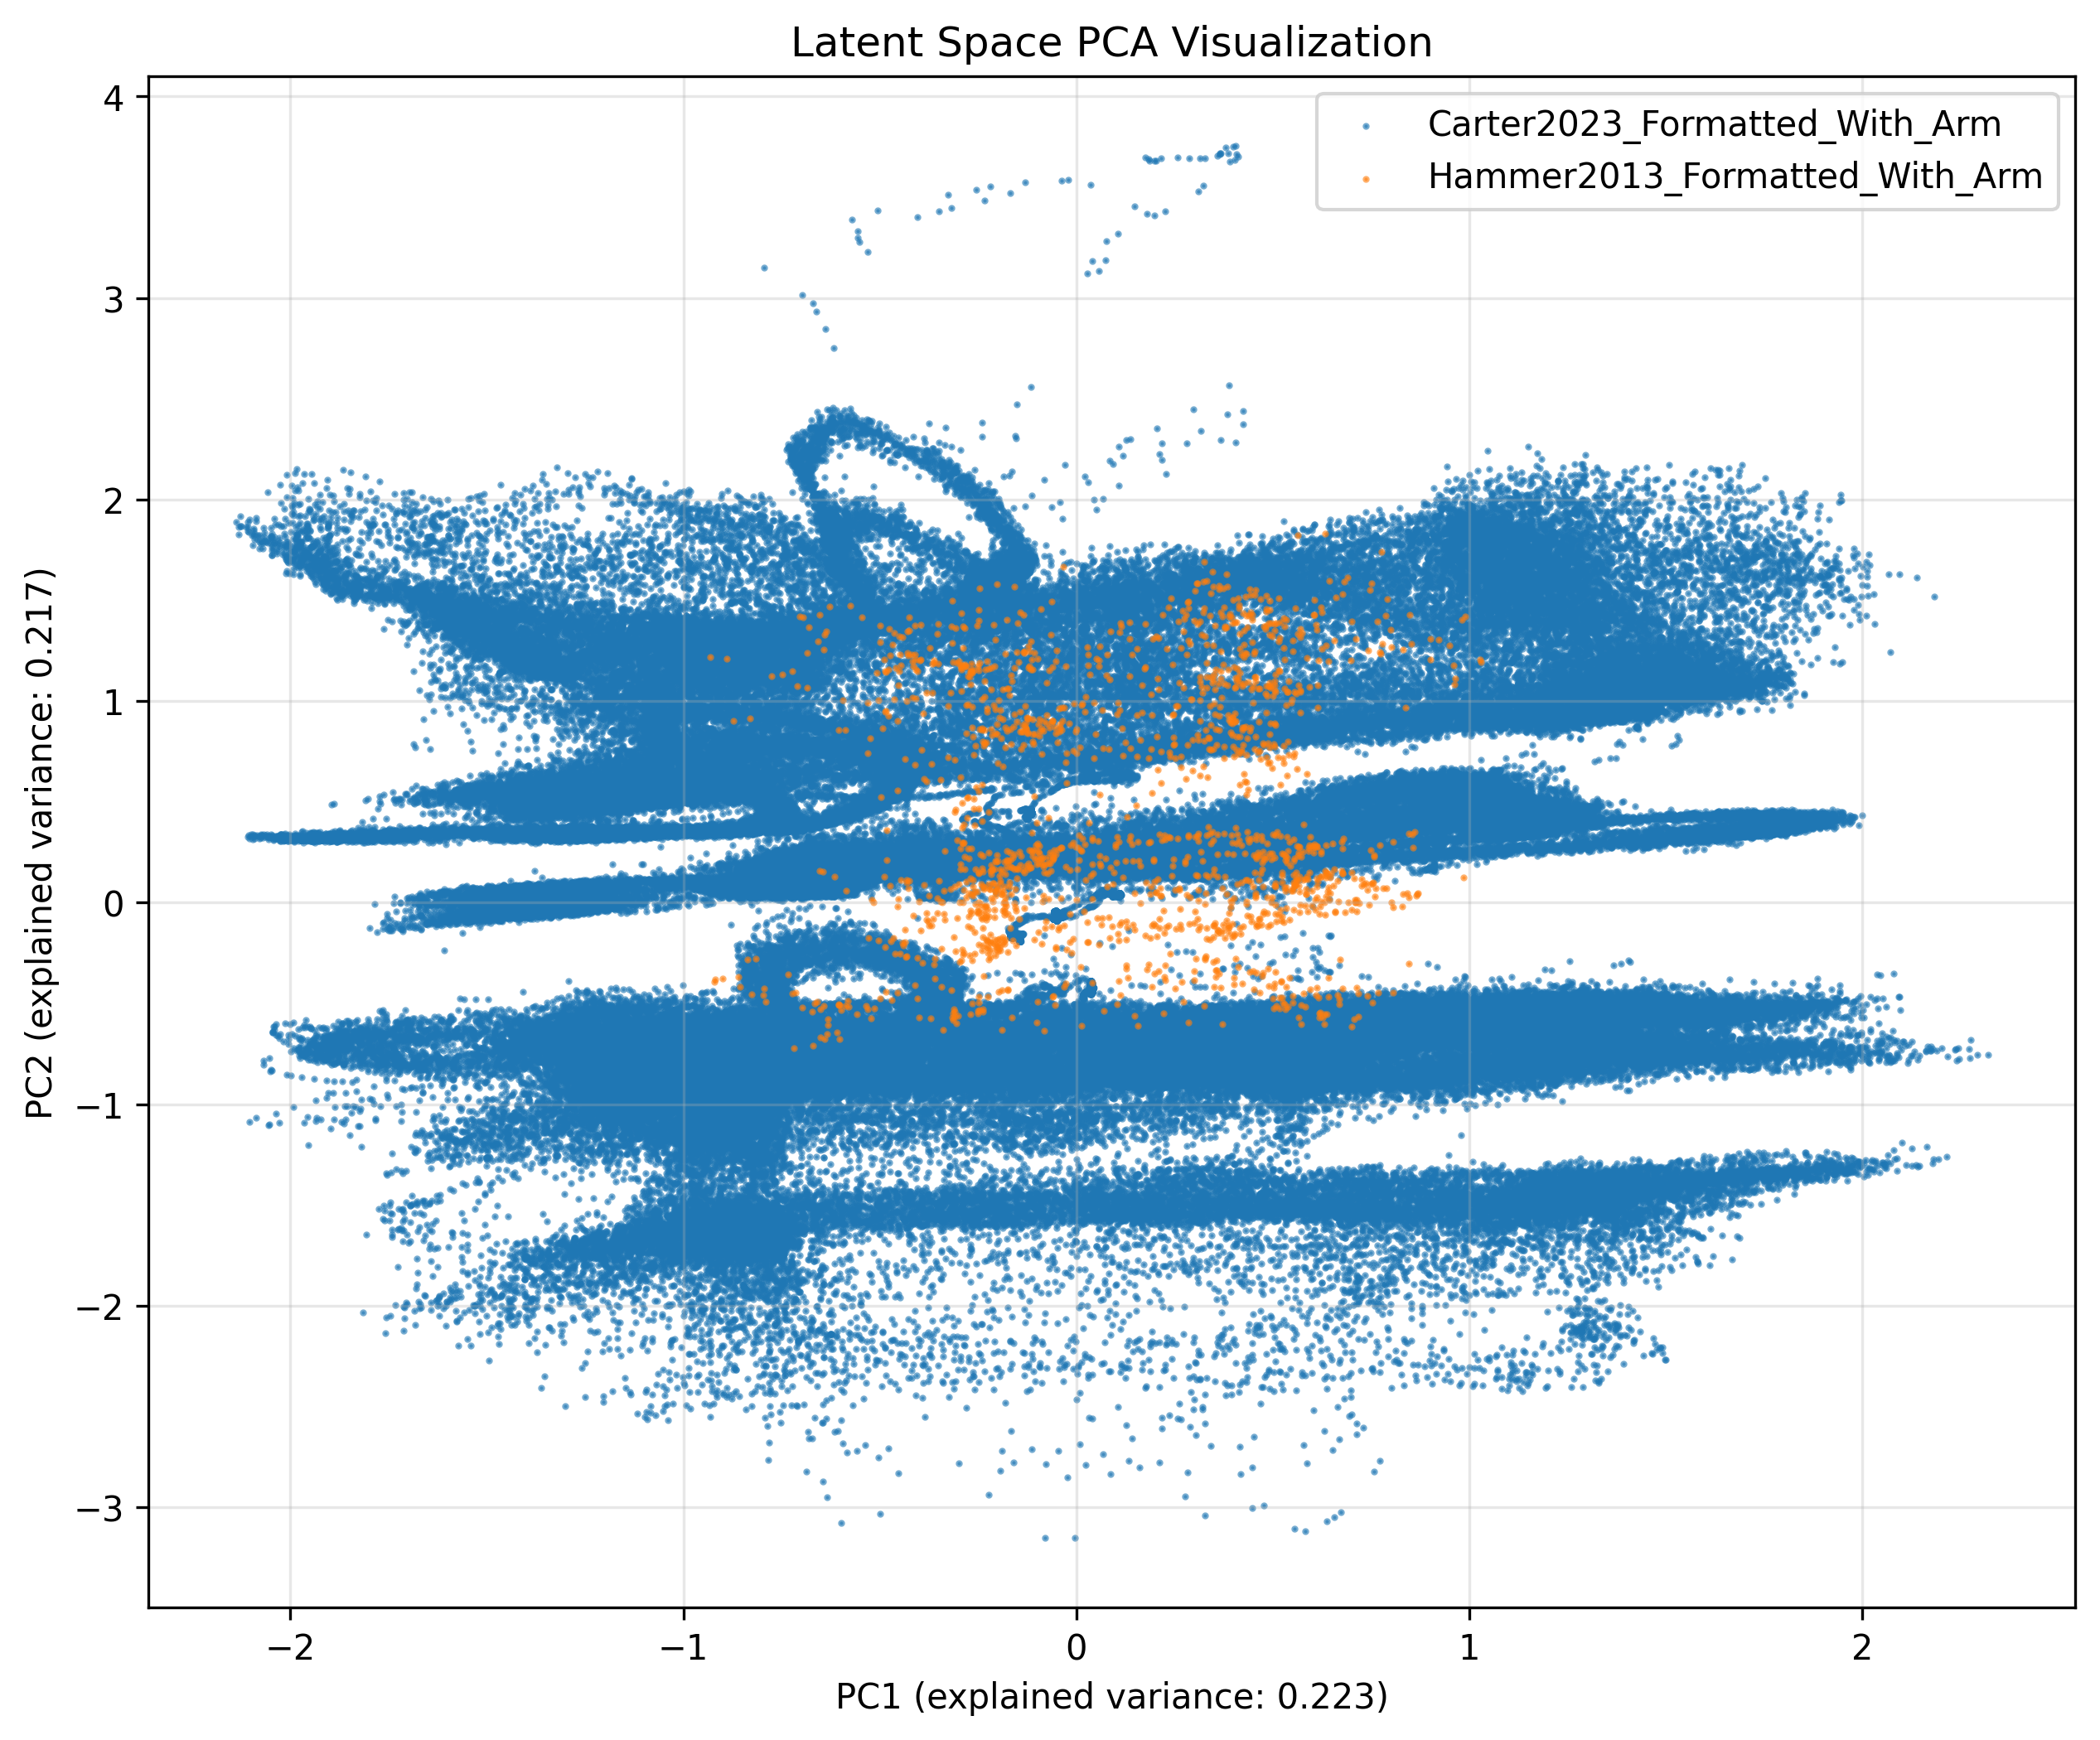 Latent Space PCA Visualization
Carter2023_Formatted_With_Arm
Hammer2013_Formatted_With_Arm
4
3
2
1
0
−1
−2
−3
PC2 (explained variance: 0.217)
−2
−1
0
1
2
PC1 (explained variance: 0.223)